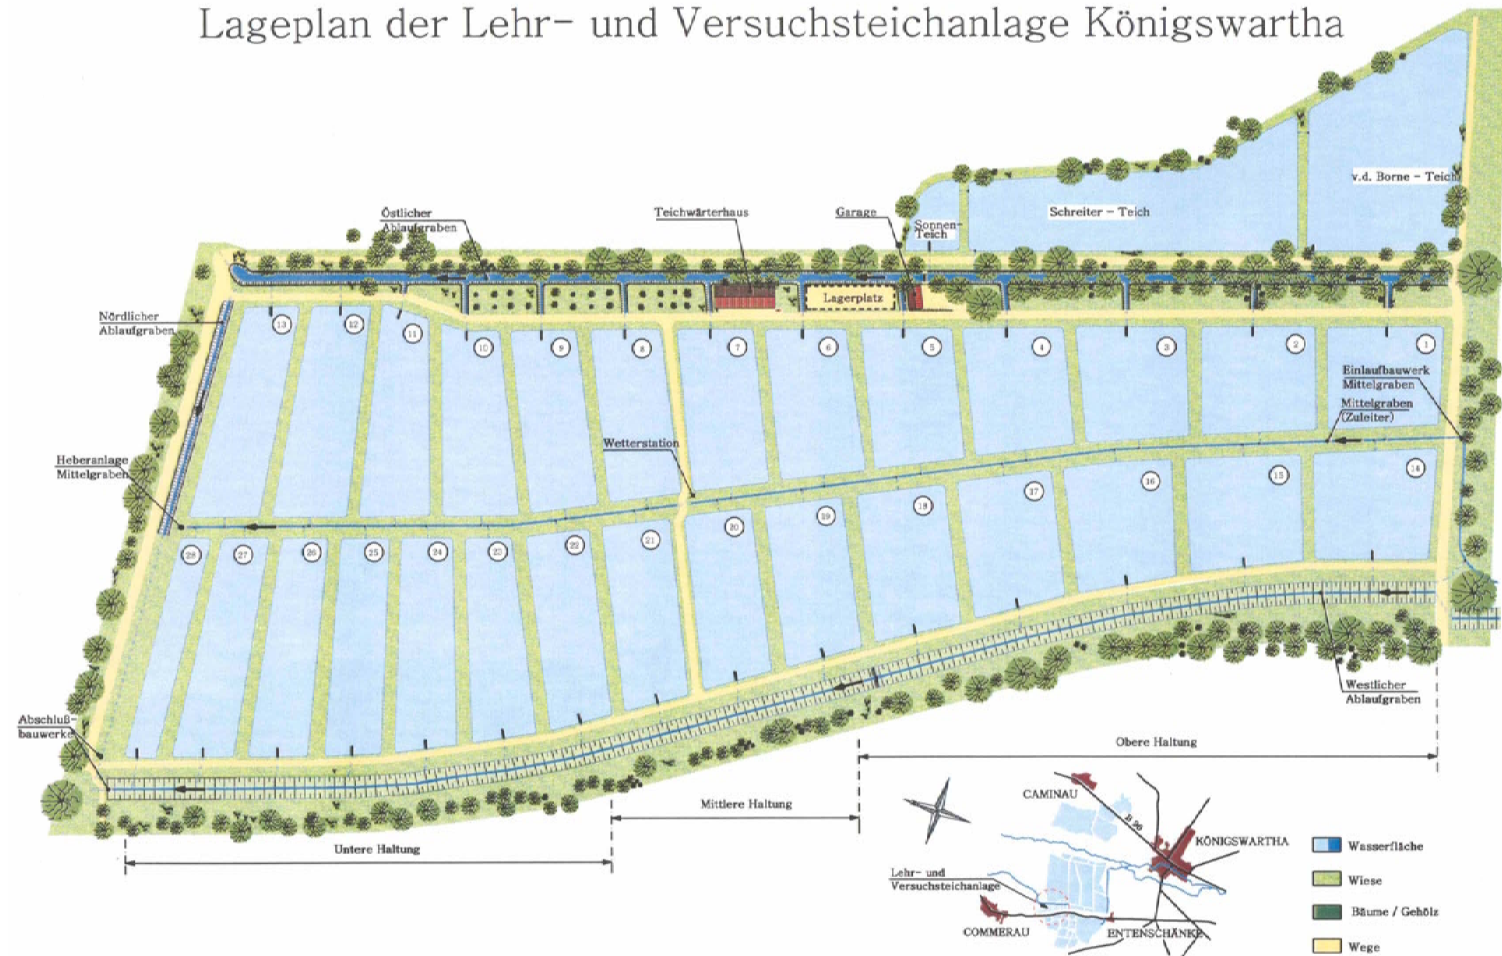 Lageplan der Lehr- und Versuchsteichanlage Königswartha
v.d. Borne - Teich
Schreiter - Teich
Sonnen-
Teich
Garage
Teichwärterhaus
Östlicher
Ablaufgraben
Lagerplatz
Nördlicher
Ablaufgraben
13
12
11
10
9
8
7
6
5
4
3
2
1
Einlaufbauwerk
Mittelgraben
Mittelgraben
(Zuleiter)
Wetterstation
Heberanlage
Mittelgraben
28
27
26
25
24
23
22
21
20
19
18
17
16
15
14
Westlicher
Ablaufgraben
Abschluß-
bauwerke
Obere Haltung
Mittlere Haltung
Untere Haltung
CAMINAU
B 96
KÖNIGSWARTHA
Lehr- und
Versuchsteichanlage
COMMERAU
ENTENSCHÄNKE
Wasserfläche
Wiese
Bäume / Gehölz
Wege